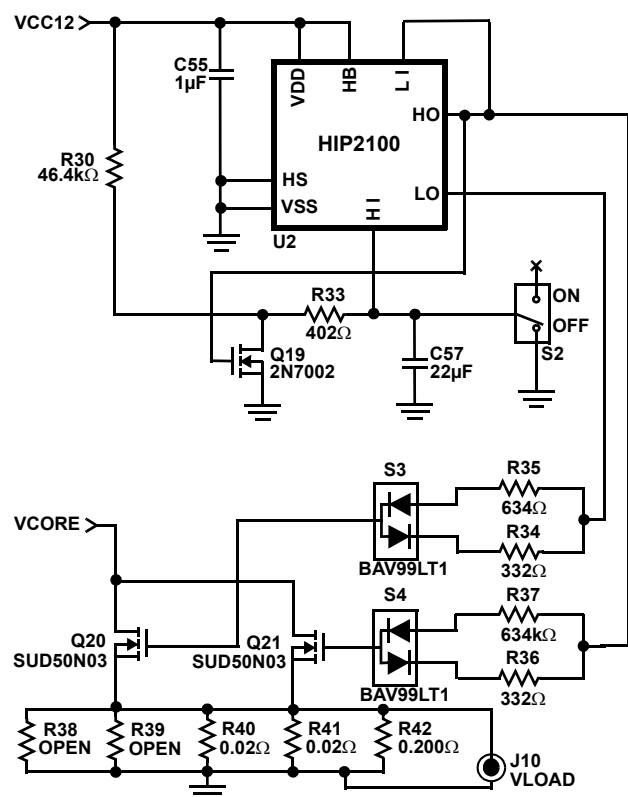 VCC12
C55
1µF
VDD
HB
LI
HO
HIP2100
R30
46.4kΩ
HS
LO
VSS
HI
U2
R33
402Ω
ON
OFF
S2
Q19
2N7002
C57
22µF
S3
R35
634Ω
VCORE
R34
332Ω
BAV99LT1
S4
R37
634kΩ
Q20
SUD50N03
Q21
SUD50N03
R36
332Ω
BAV99LT1
R38
OPEN
R39
OPEN
R40
0.02Ω
R41
0.02Ω
R42
0.200Ω
J10
VLOAD